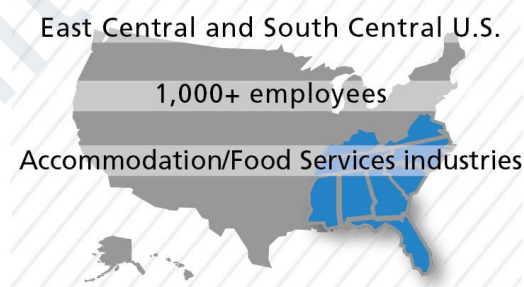 East Central and South Central U.S.
1,000+ employees
Accommodation/Food Services industries